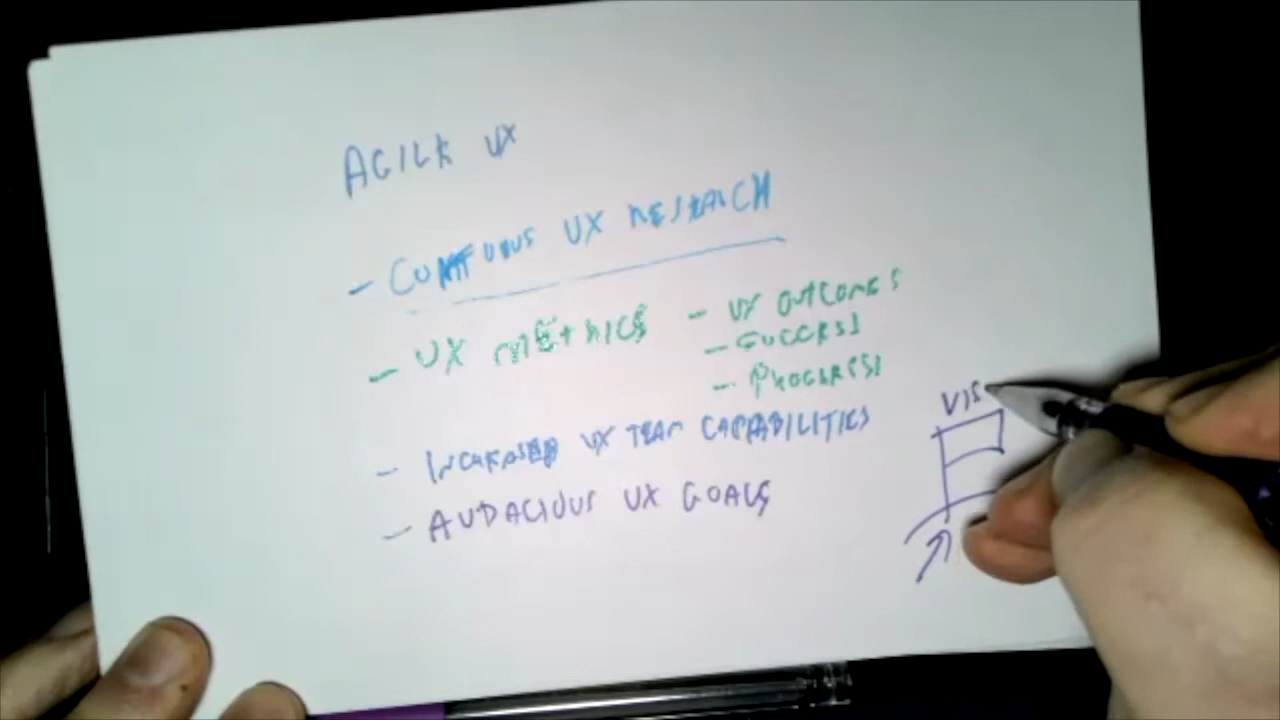 AGILE UX
- CONTINUOUS UX RESEARCH
- UX METRICS
- UX OUTCOMES
- SUCCESS
- PROGRESS
- INCREASED UX TEAM CAPABILITIES
- AUDACIOUS UX GOALS
VIS